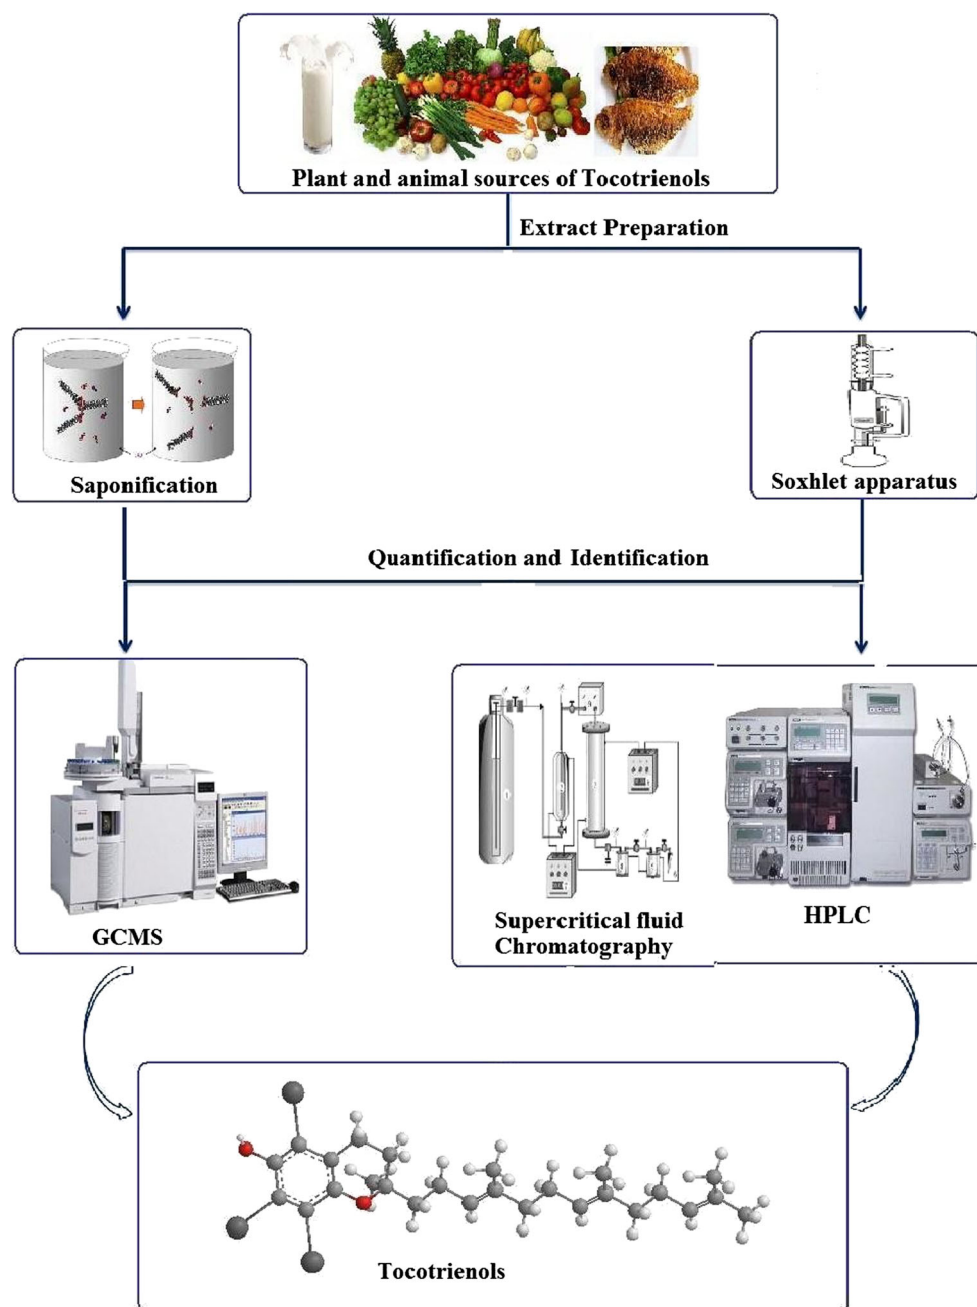 Plant and animal sources of Tocotrienols
Extract Preparation
Saponification
Soxhlet apparatus
Quantification and Identification
GCMS
Supercritical fluid
Chromatography
HPLC
Tocotrienols